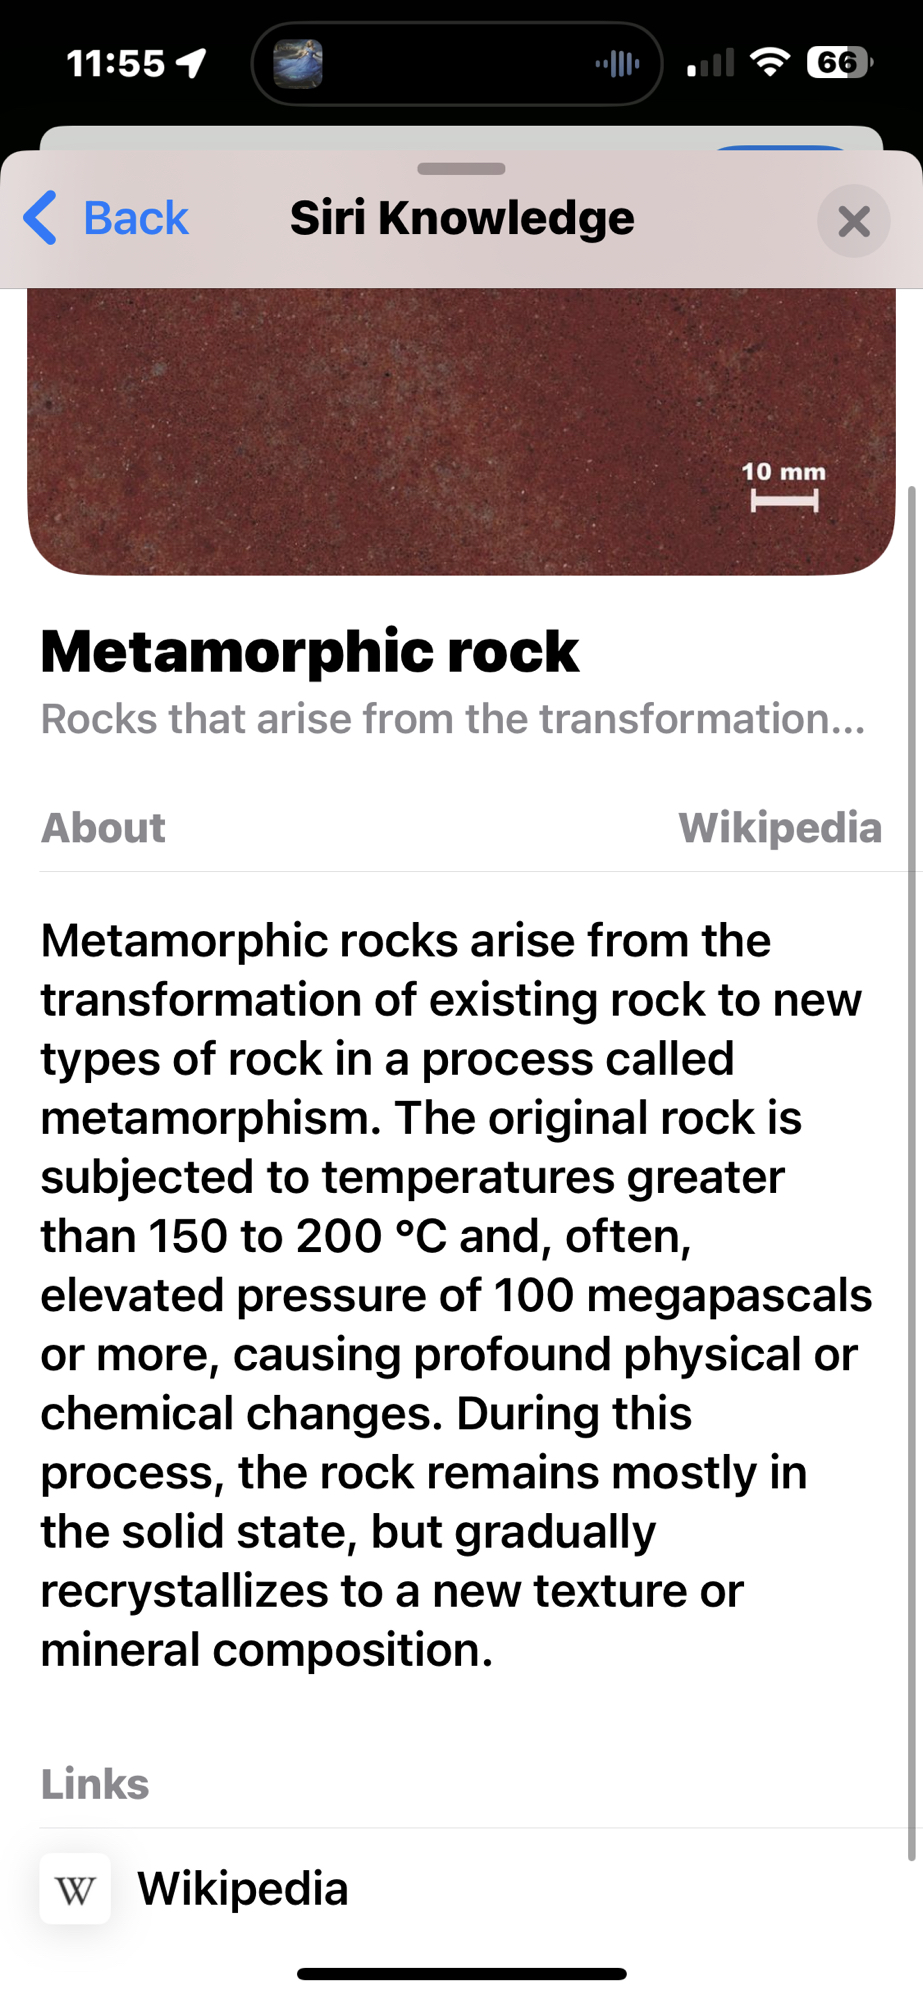 11:55
66
Back
Siri Knowledge
10 mm
Metamorphic rock
Rocks that arise from the transformation...
About
Wikipedia
Metamorphic rocks arise from the
transformation of existing rock to new
types of rock in a process called
metamorphism. The original rock is
subjected to temperatures greater
than 150 to 200 °C and, often,
elevated pressure of 100 megapascals
or more, causing profound physical or
chemical changes. During this
process, the rock remains mostly in
the solid state, but gradually
recrystallizes to a new texture or
mineral composition.
Links
W
Wikipedia